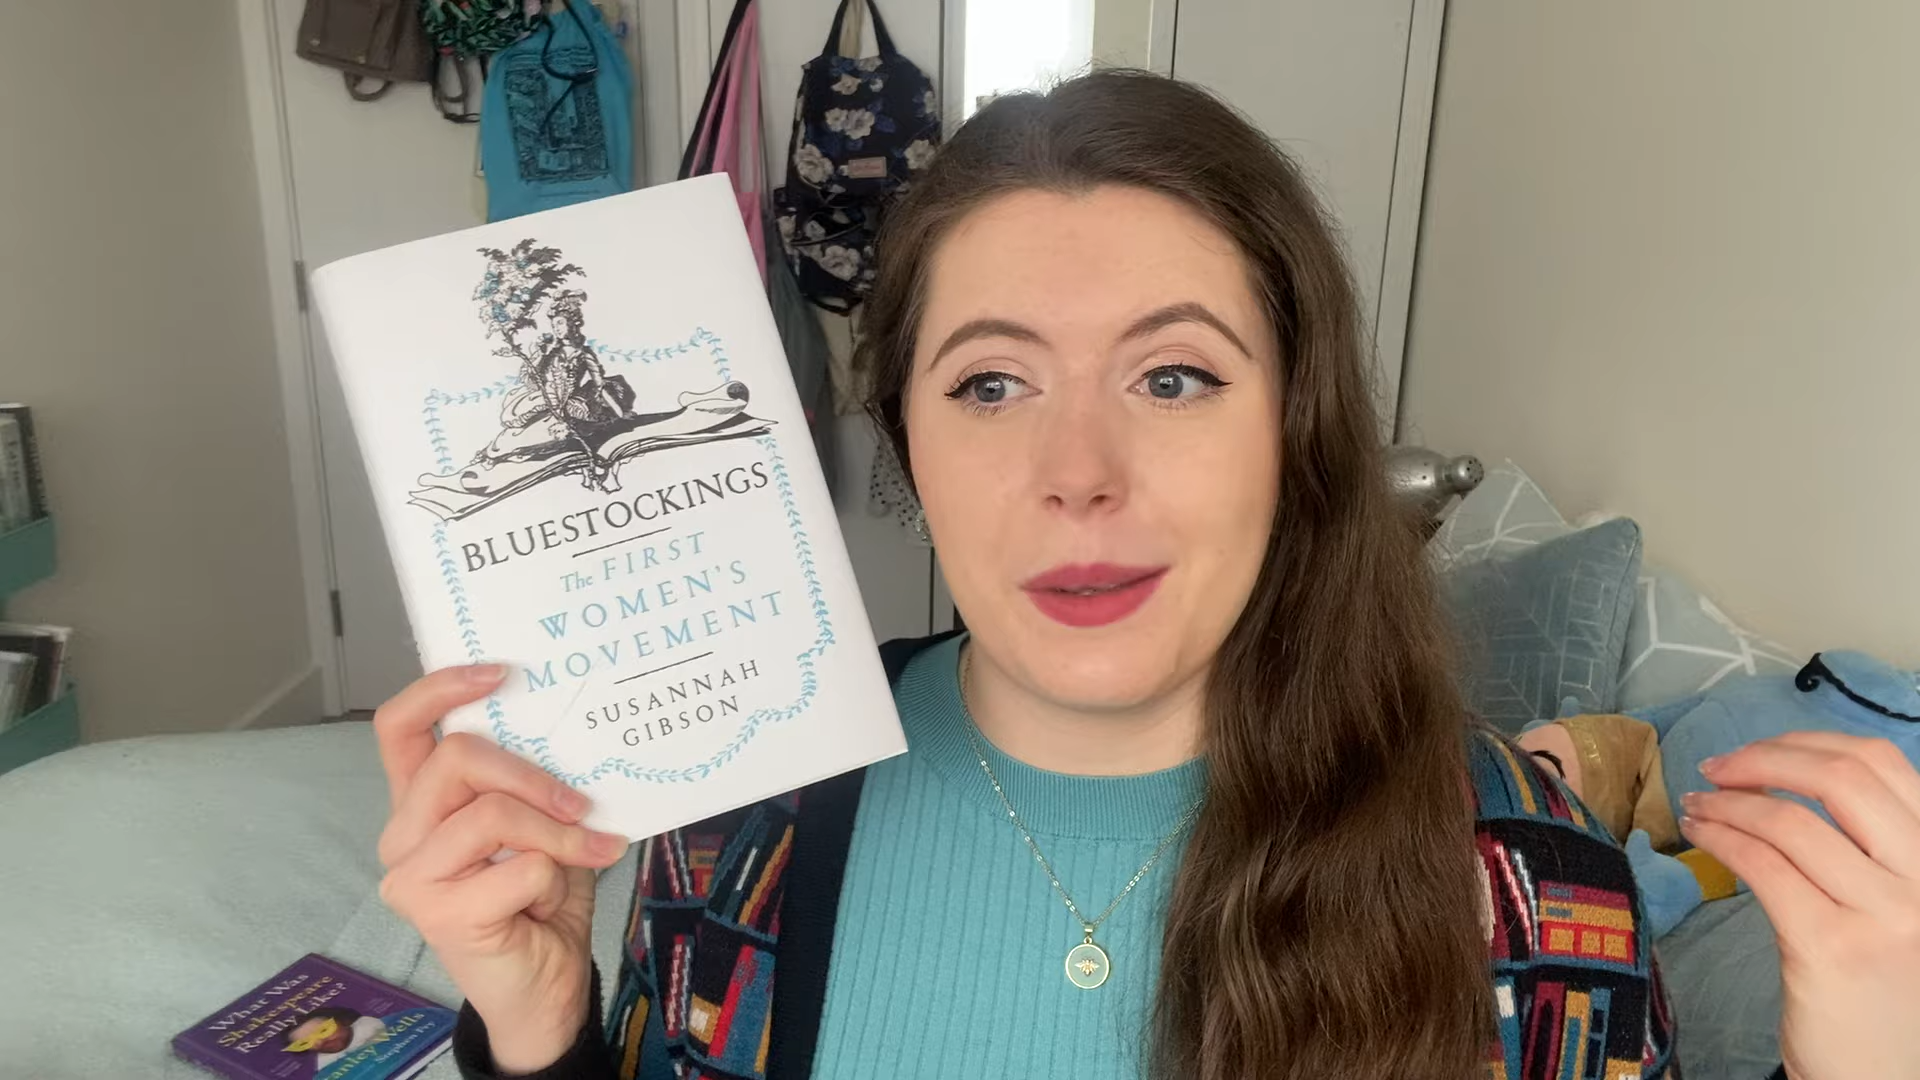 BLUESTOCKINGS
The FIRST
WOMEN'S
MOVEMENT
SUSANNAH
GIBSON
What Was
Shakespeare
Really Like?
Stanley Wells
Stephen Fry